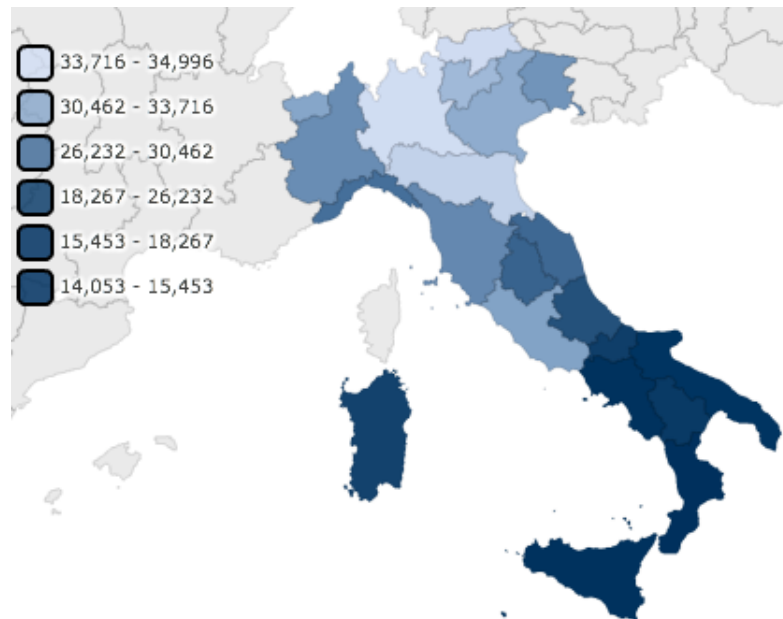 33,716 - 34,996
30,462 - 33,716
26,232 - 30,462
18,267 - 26,232
15,453 - 18,267
14,053 - 15,453